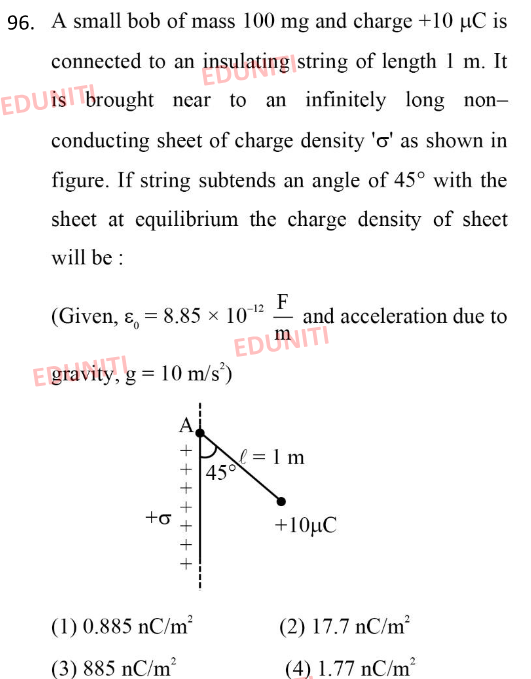 96. A small bob of mass 100 mg and charge +10 μC is
connected to an insulating string of length 1 m. It
EDUNITI
is brought near to an infinitely long non–
EDUNITI
conducting sheet of charge density 'σ' as shown in
figure. If string subtends an angle of 45° with the
sheet at equilibrium the charge density of sheet
will be :
(Given, ε₀ = 8.85 × 10⁻¹² F/m and acceleration due to
EDUNITI
gravity, g = 10 m/s²)
EDUNITI
A
ℓ = 1 m
45°
+σ
+
+
+
+
+
+
+
+10μC
(1) 0.885 nC/m² (2) 17.7 nC/m²
(3) 885 nC/m² (4) 1.77 nC/m²